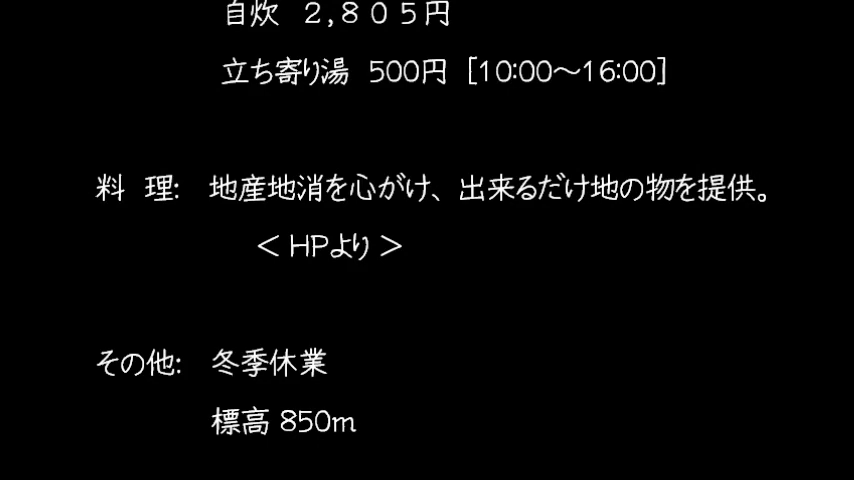 自炊 2,805円
立ち寄り湯 500円 [10:00～16:00]
料 理: 地産地消を心がけ、出来るだけ地の物を提供。
＜HPより＞
その他: 冬季休業
標高 850m